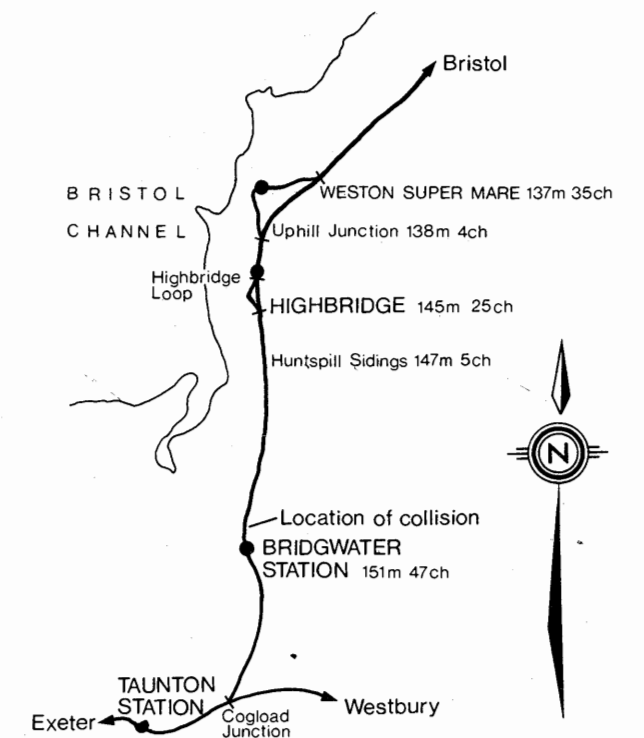 Bristol
BRISTOL
CHANNEL
WESTON SUPER MARE 137m 35ch
Uphill Junction 138m 4ch
Highbridge
Loop
HIGHBRIDGE 145m 25ch
Huntspill Sidings 147m 5ch
N
Location of collision
BRIDGWATER
STATION 151m 47ch
TAUNTON
STATION
Westbury
Exeter
Cogload
Junction